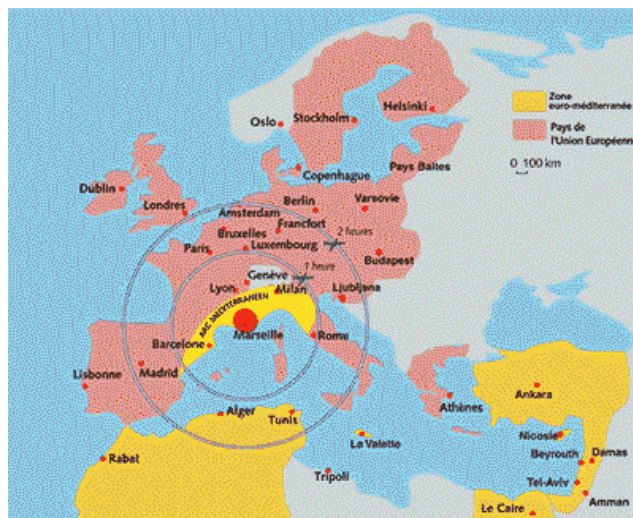 Zone
euro-méditerranée
Pays de
l'Union Européenne
0 100 km
Helsinki
Stockholm
Oslo
Pays Baltes
Copenhague
Dublin
Londres
Berlin
Varsovie
Amsterdam
Bruxelles
Francfort
2 heures
Paris
Luxembourg
Budapest
Genève
1 heure
Lyon
Milan
Ljubljana
ARC MÉDITERRANÉEN
Marseille
Rome
Barcelone
Madrid
Lisbonne
Athènes
Ankara
Alger
Tunis
La Valette
Nicosie
Damas
Beyrouth
Rabat
Tripoli
Tel-Aviv
Amman
Le Caire